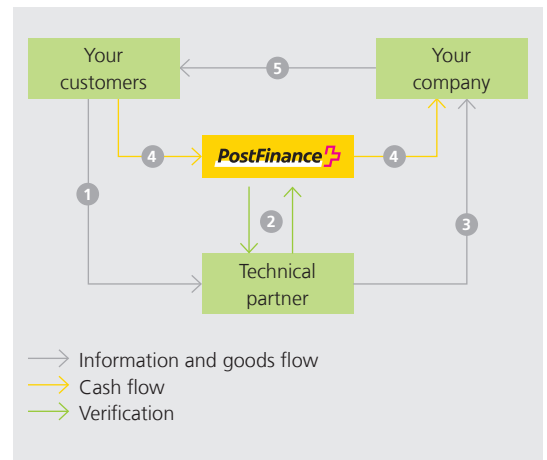 Your
customers
5
Your
company
4
PostFinance
4
1
2
3
Technical
partner
Information and goods flow
Cash flow
Verification